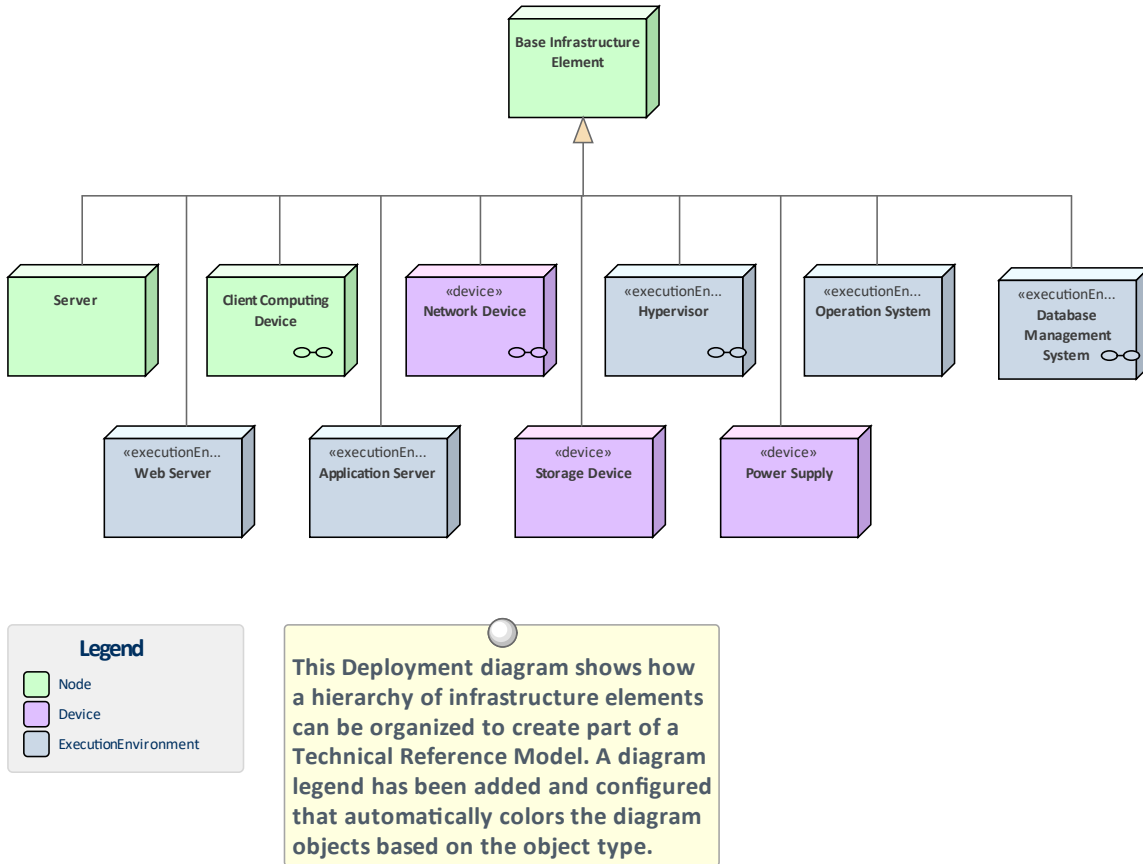 Base Infrastructure
Element
Server
Client Computing
Device
«device»
Network Device
«executionEn...
Hypervisor
«executionEn...
Operation System
«executionEn...
Database
Management
System
«executionEn...
Web Server
«executionEn...
Application Server
«device»
Storage Device
«device»
Power Supply
Legend
Node
Device
ExecutionEnvironment
This Deployment diagram shows how
a hierarchy of infrastructure elements
can be organized to create part of a
Technical Reference Model. A diagram
legend has been added and configured
that automatically colors the diagram
objects based on the object type.